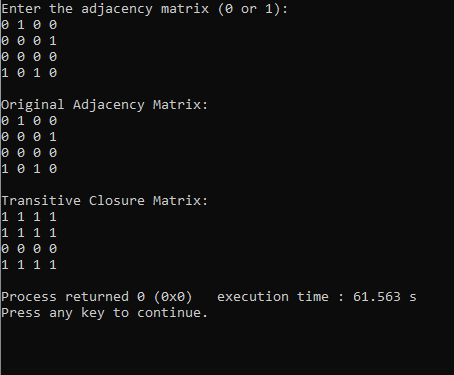 Enter the adjacency matrix (0 or 1):
0 1 0 0
0 0 0 1
0 0 0 0
1 0 1 0
Original Adjacency Matrix:
0 1 0 0
0 0 0 1
0 0 0 0
1 0 1 0
Transitive Closure Matrix:
1 1 1 1
1 1 1 1
0 0 0 0
1 1 1 1
Process returned 0 (0x0)   execution time : 61.563 s
Press any key to continue.